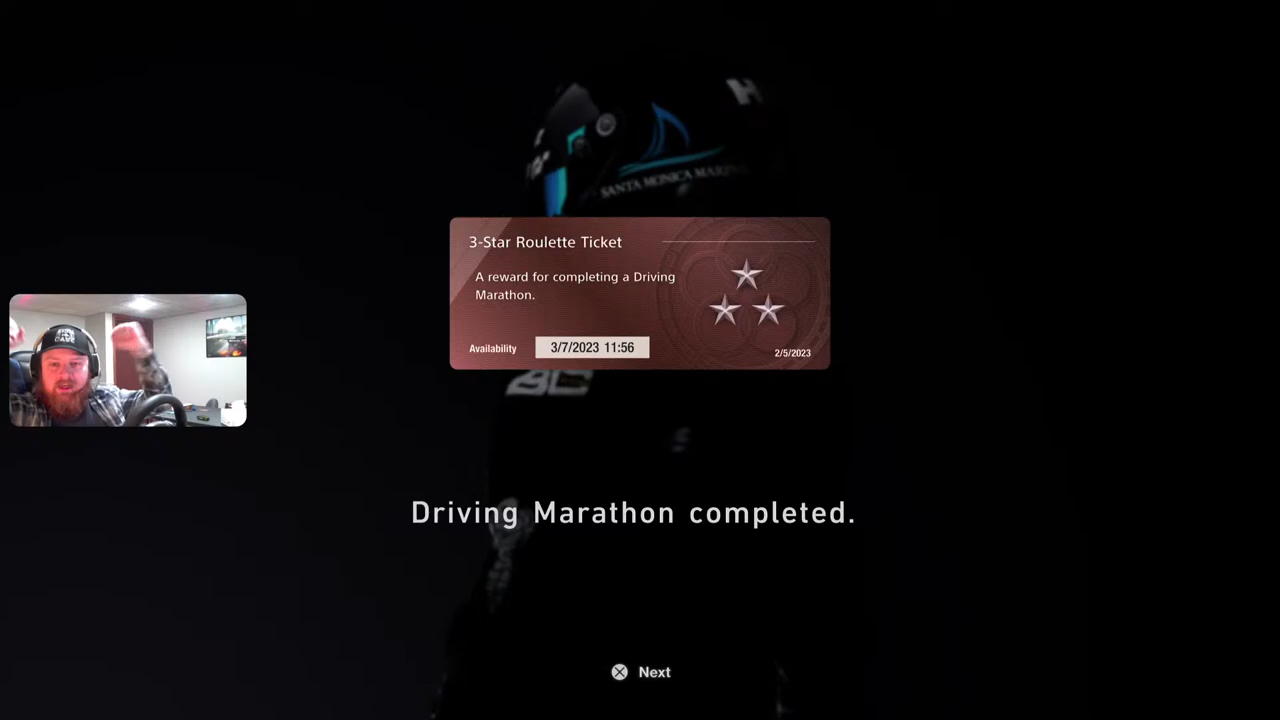 SANTA MONICA
3-Star Roulette Ticket
A reward for completing a Driving
Marathon.
Availability
3/7/2023 11:56
2/5/2023
Driving Marathon completed.
Next